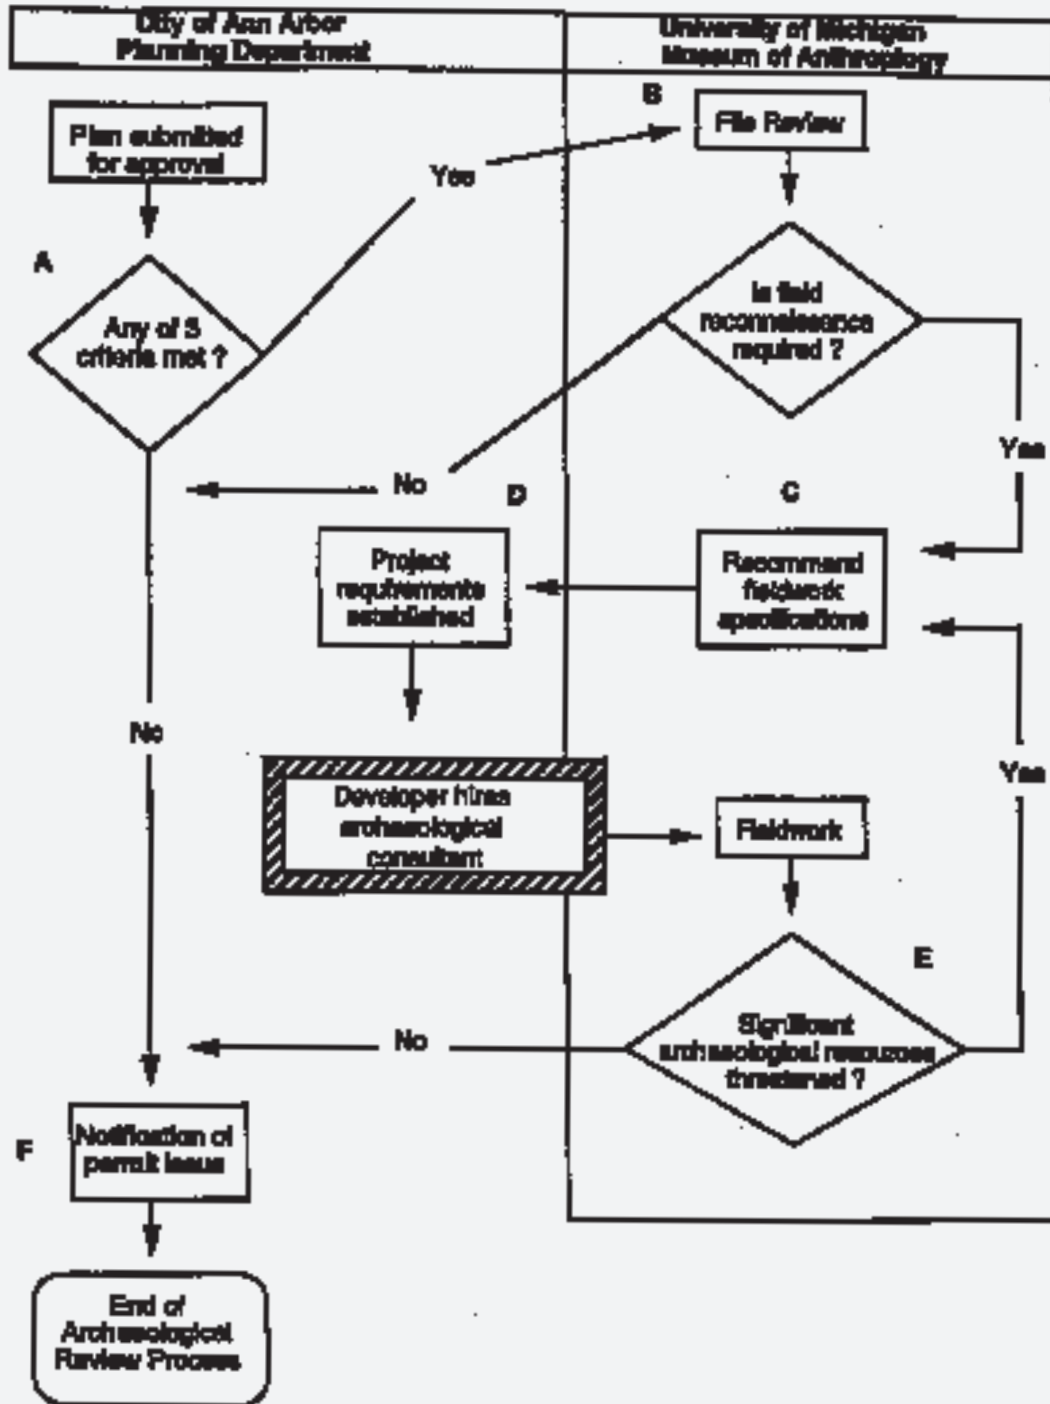 City of Ann Arbor
Planning Department
University of Michigan
Museum of Anthropology
Plan submitted
for approval
Yes
B
File Review
A
Any of 3
criteria met ?
Is field
reconnaissance
required ?
Yes
No
D
C
Project
requirements
established
Recommend
fieldwork
specifications
No
Yes
Developer hires
archaeological
consultant
Fieldwork
E
No
Significant
archaeological resources
threatened ?
F
Notification of
permit issue
End of
Archaeological
Review Process